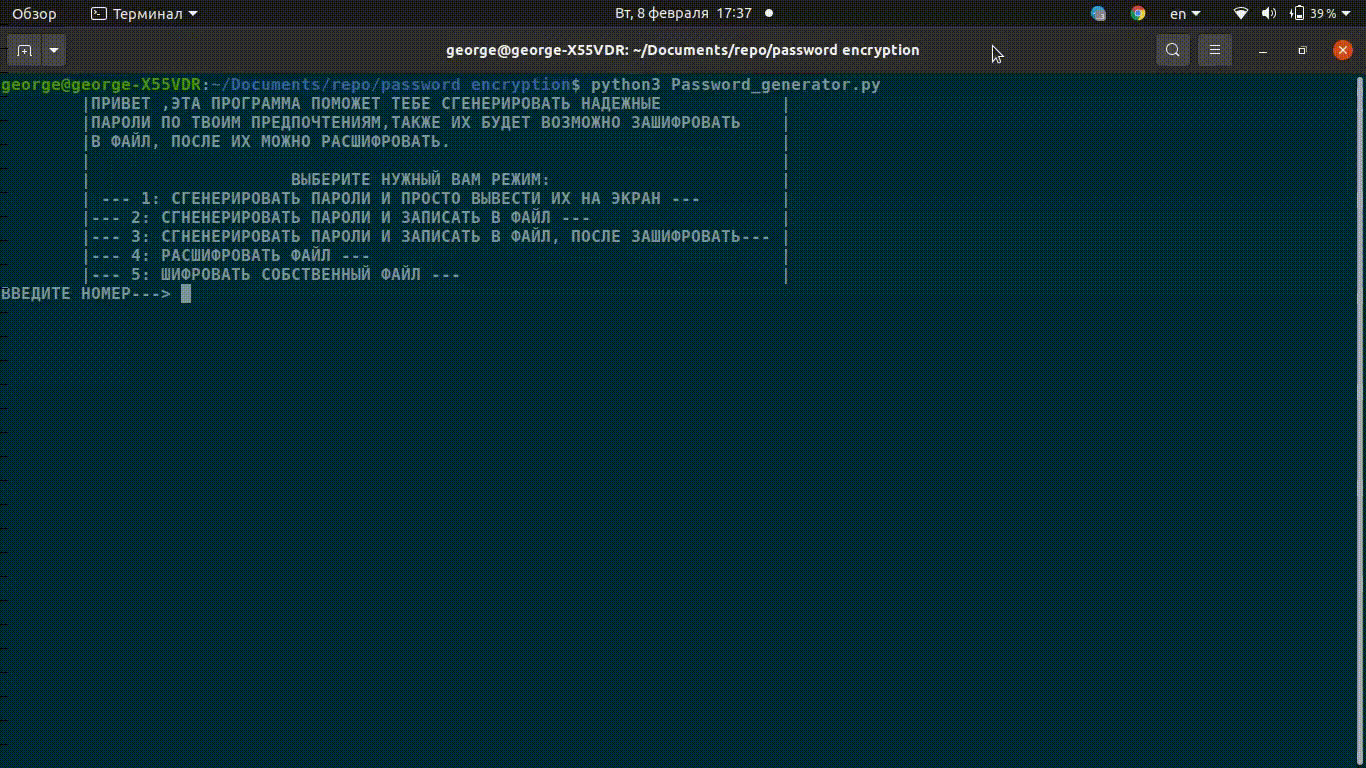 Обзор Терминал Вт, 8 февраля 17:37 en 39 %
george@george-X55VDR: ~/Documents/repo/password encryption
george@george-X55VDR:~/Documents/repo/password encryption$ python3 Password_generator.py
|ПРИВЕТ ,ЭТА ПРОГРАММА ПОМОЖЕТ ТЕБЕ СГЕНЕРИРОВАТЬ НАДЕЖНЫЕ |
|ПАРОЛИ ПО ТВОИМ ПРЕДПОЧТЕНИЯМ,ТАКЖЕ ИХ БУДЕТ ВОЗМОЖНО ЗАШИФРОВАТЬ |
|В ФАЙЛ, ПОСЛЕ ИХ МОЖНО РАСШИФРОВАТЬ. |
| |
| ВЫБЕРИТЕ НУЖНЫЙ ВАМ РЕЖИМ: |
| --- 1: СГЕНЕРИРОВАТЬ ПАРОЛИ И ПРОСТО ВЫВЕСТИ ИХ НА ЭКРАН --- |
|--- 2: СГНЕНЕРИРОВАТЬ ПАРОЛИ И ЗАПИСАТЬ В ФАЙЛ --- |
|--- 3: СГНЕНЕРИРОВАТЬ ПАРОЛИ И ЗАПИСАТЬ В ФАЙЛ, ПОСЛЕ ЗАШИФРОВАТЬ--- |
|--- 4: РАСШИФРОВАТЬ ФАЙЛ --- |
|--- 5: ШИФРОВАТЬ СОБСТВЕННЫЙ ФАЙЛ --- |
ВВЕДИТЕ НОМЕР--->